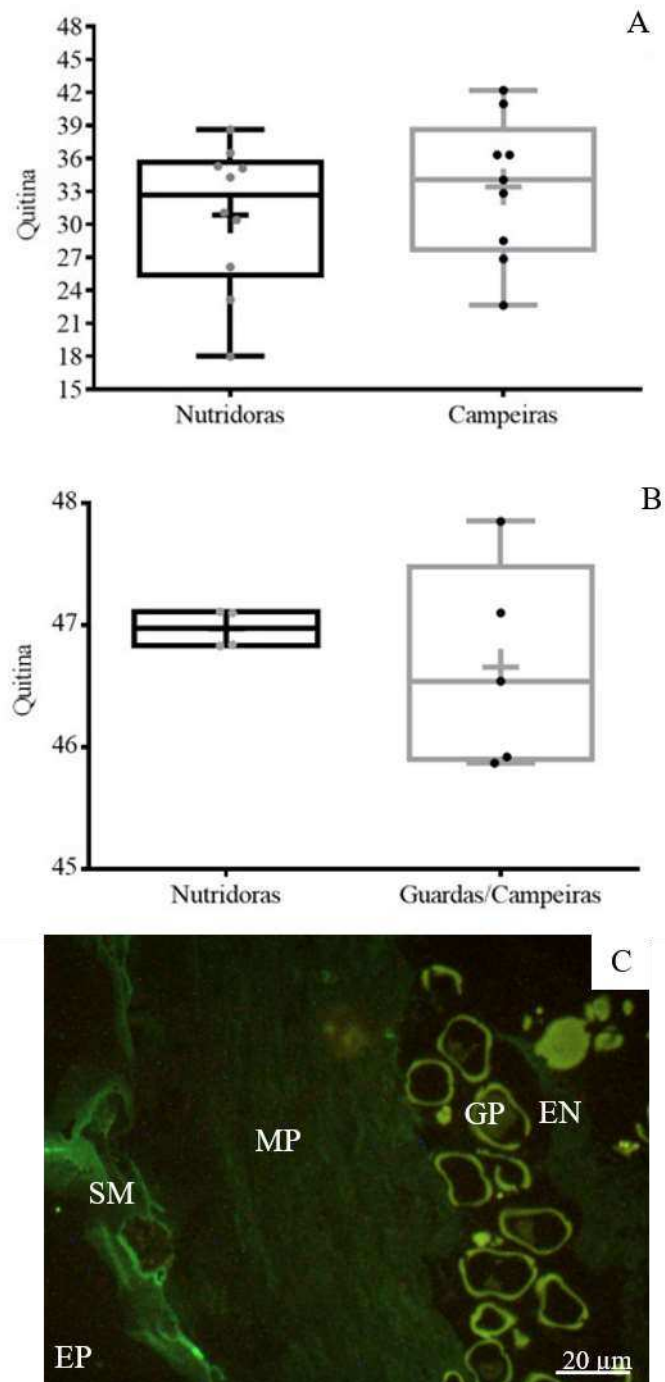 A
48
45
42
39
36
33
30
27
24
21
18
15
Quitina
Nutridoras Campeiras
B
48
47
46
45
Quitina
Nutridoras Guardas/Campeiras
C
MP
GP EN
SM
EP
20 µm